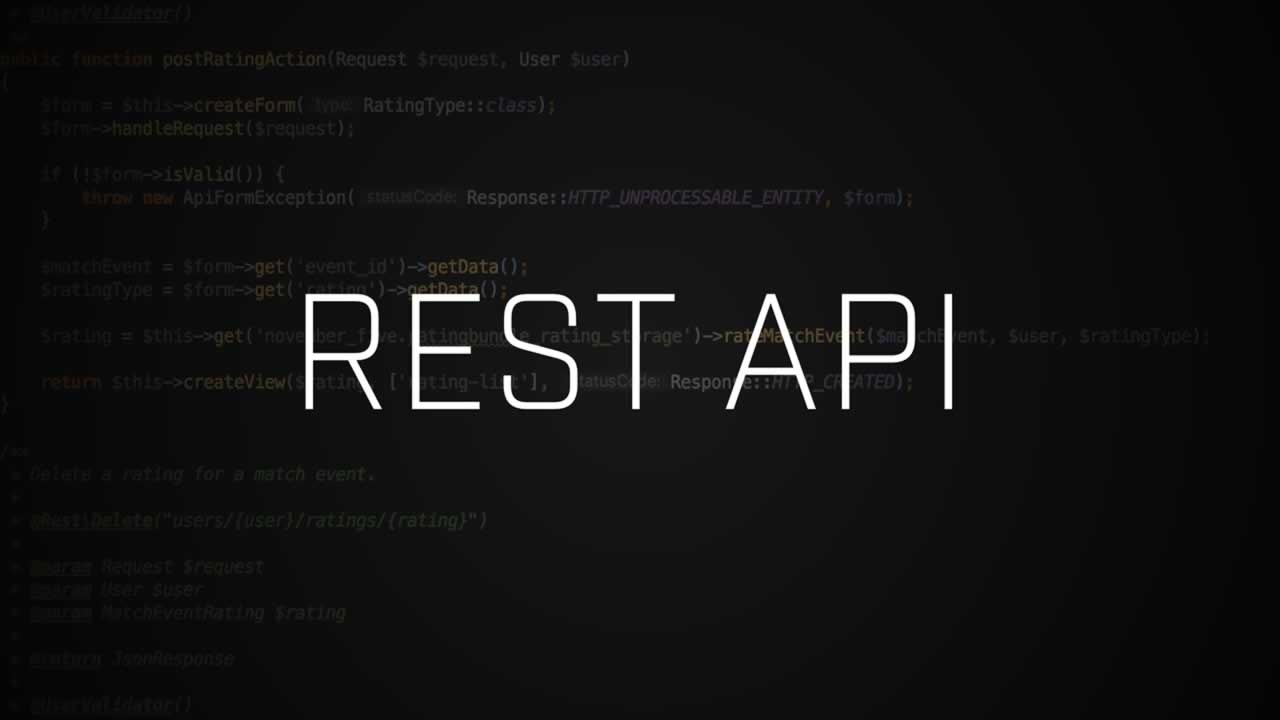 * @UserValidator()
*/
public function postRatingAction(Request $request, User $user)
{
$form = $this->createForm( type: RatingType::class);
$form->handleRequest($request);
if (!$form->isValid()) {
throw new ApiFormException( statusCode: Response::HTTP_UNPROCESSABLE_ENTITY, $form);
}
$matchEvent = $form->get('event_id')->getData();
$ratingType = $form->get('rating')->getData();
$rating = $this->get('november_five.ratingbundle.rating_storage')->rateMatchEvent($matchEvent, $user, $ratingType);
REST API
return $this->createView($rating, ['rating-list'], statusCode: Response::HTTP_CREATED);
}
/**
* Delete a rating for a match event.
*
* @Rest\Delete("users/{user}/ratings/{rating}")
*
* @param Request $request
* @param User $user
* @param MatchEventRating $rating
*
* @return JsonResponse
*
* @UserValidator()